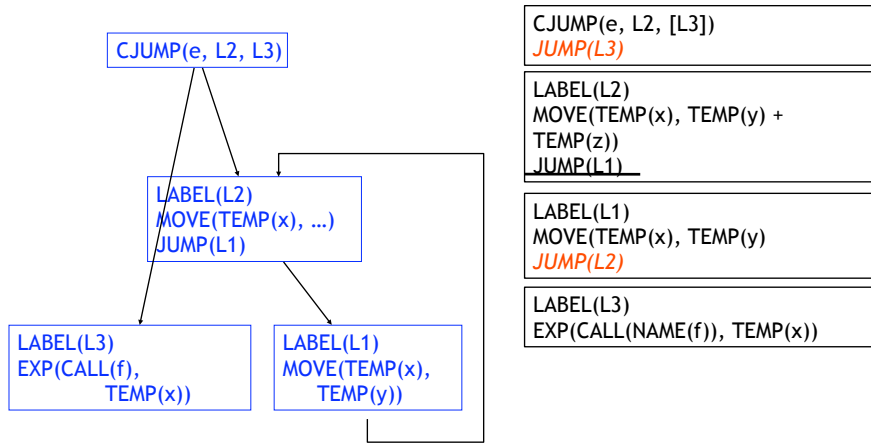 CJUMP(e, L2, L3)
LABEL(L2)
MOVE(TEMP(x), ...)
JUMP(L1)
LABEL(L3)
EXP(CALL(f),
TEMP(x))
LABEL(L1)
MOVE(TEMP(x),
TEMP(y))
CJUMP(e, L2, [L3])
JUMP(L3)
LABEL(L2)
MOVE(TEMP(x), TEMP(y) +
TEMP(z))
JUMP(L1)
LABEL(L1)
MOVE(TEMP(x), TEMP(y)
JUMP(L2)
LABEL(L3)
EXP(CALL(NAME(f)), TEMP(x))